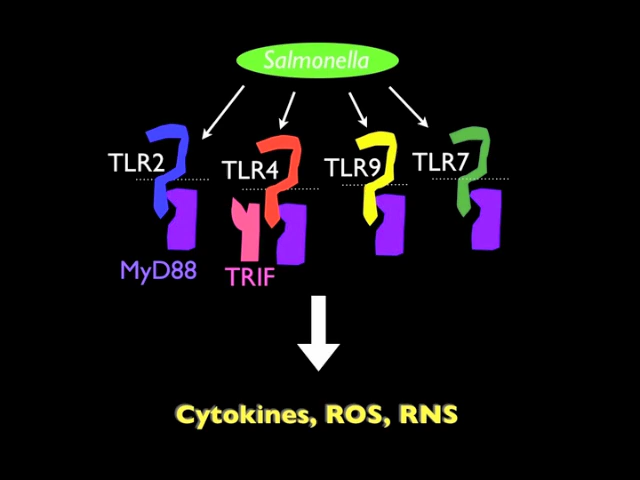 Salmonella
TLR2
TLR4
TLR9
TLR7
MyD88
TRIF
Cytokines, ROS, RNS